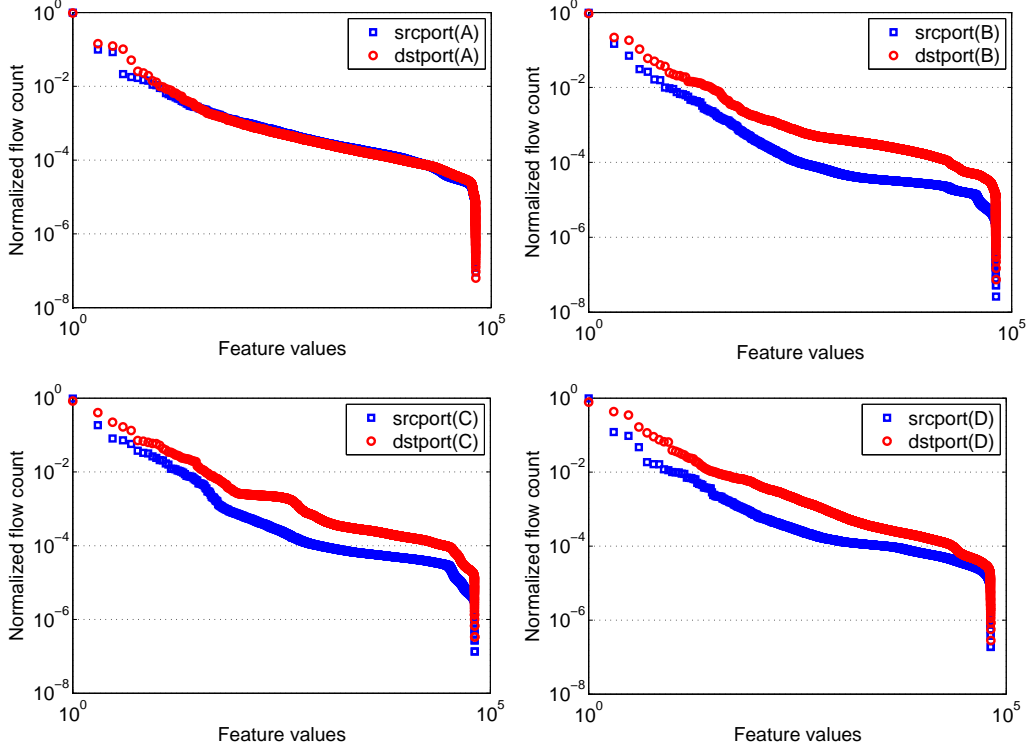 10^0
10^-2
10^-4
10^-6
10^-8
Normalized flow count
srcport(A)
dstport(A)
10^0
10^5
Feature values
10^0
10^-2
10^-4
10^-6
10^-8
Normalized flow count
srcport(B)
dstport(B)
10^0
10^5
Feature values
10^0
10^-2
10^-4
10^-6
10^-8
Normalized flow count
srcport(C)
dstport(C)
10^0
10^5
Feature values
10^0
10^-2
10^-4
10^-6
10^-8
Normalized flow count
srcport(D)
dstport(D)
10^0
10^5
Feature values